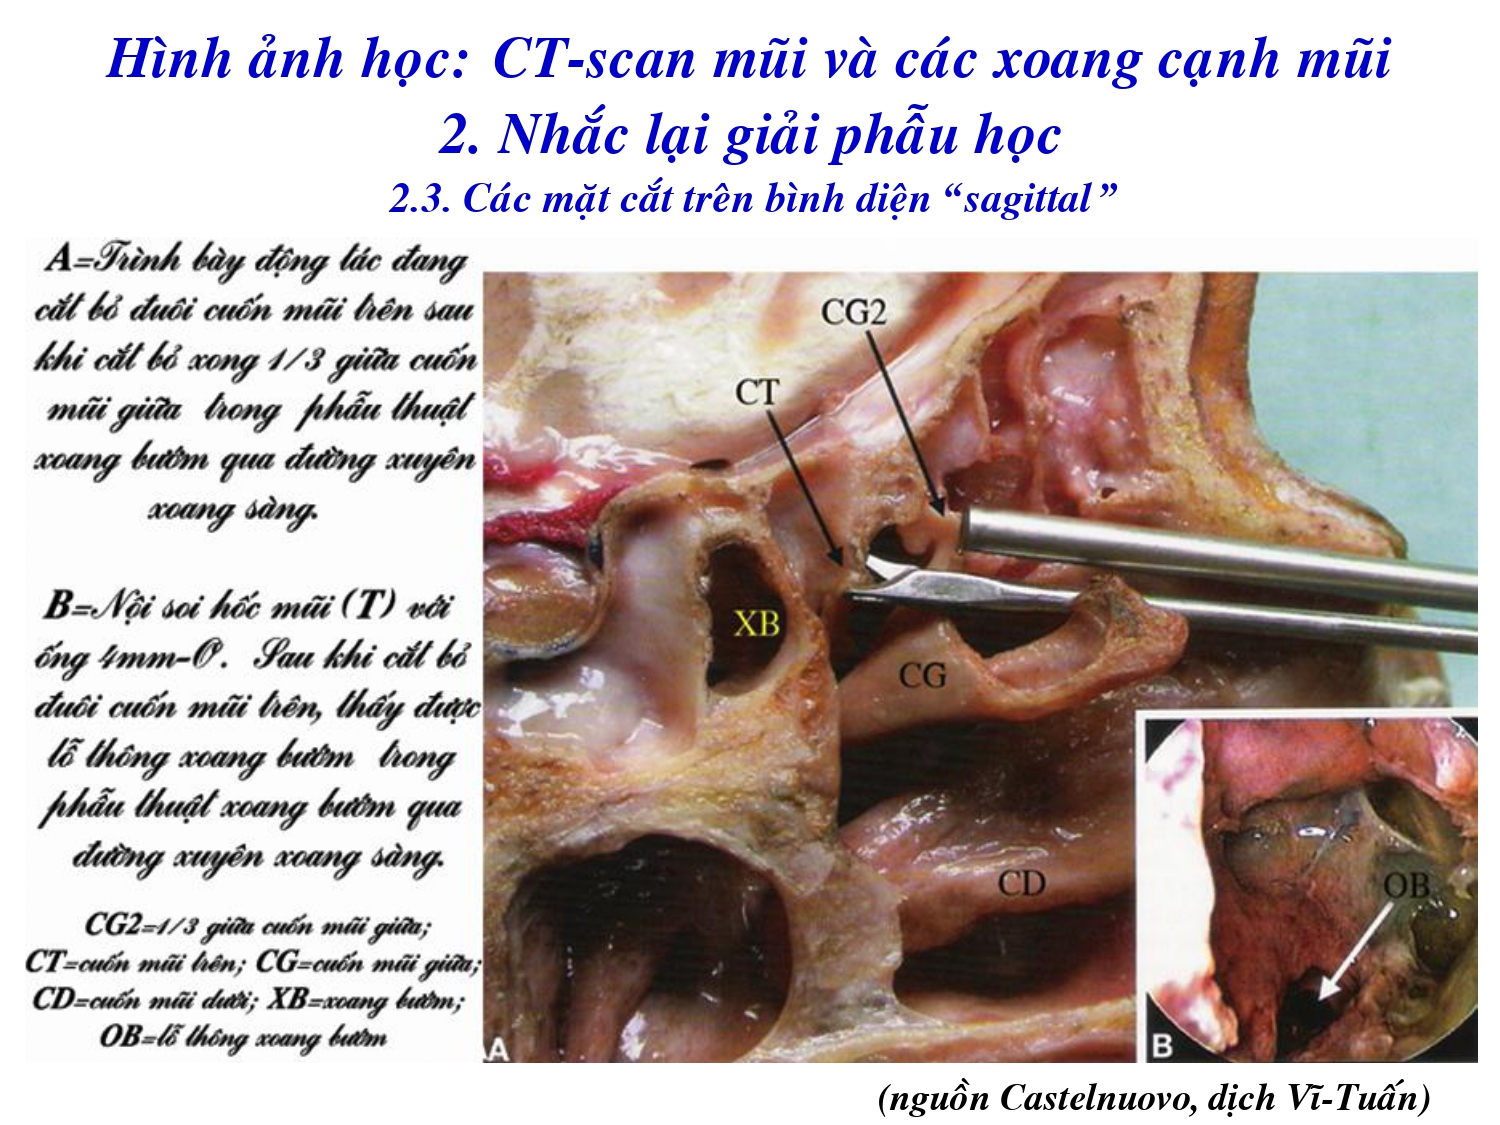 Hình ảnh học: CT-scan mũi và các xoang cạnh mũi
2. Nhắc lại giải phẫu học
2.3. Các mặt cắt trên bình diện “sagittal”
A=Trình bày động tác đang
cắt bỏ đuôi cuốn mũi trên sau
khi cắt bỏ xong 1/3 giữa cuốn
mũi giữa trong phẫu thuật
xoang bướm qua đường xuyên
xoang sàng.
B=Nội soi hốc mũi (T) với
ống 4mm-O°. Sau khi cắt bỏ
đuôi cuốn mũi trên, thấy được
lỗ thông xoang bướm trong
phẫu thuật xoang bướm qua
đường xuyên xoang sàng.
CG2=1/3 giữa cuốn mũi giữa;
CT=cuốn mũi trên; CG=cuốn mũi giữa;
CD=cuốn mũi dưới; XB=xoang bướm;
OB=lỗ thông xoang bướm
CG2
CT
XB
CG
CD
OB
AA
B
(nguồn Castelnuovo, dịch Vĩ-Tuấn)